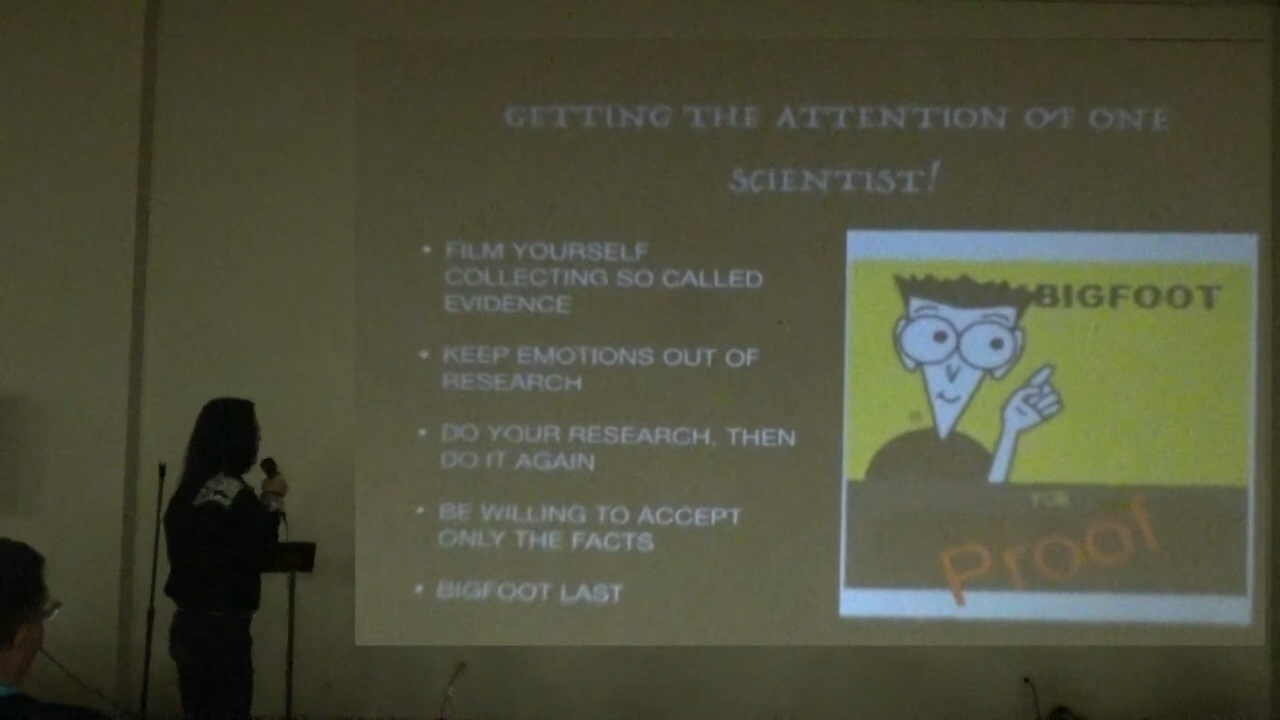 GETTING THE ATTENTION OF ONE
SCIENTIST!
• FILM YOURSELF
COLLECTING SO CALLED
EVIDENCE
• KEEP EMOTIONS OUT OF
RESEARCH
• DO YOUR RESEARCH, THEN
DO IT AGAIN
• BE WILLING TO ACCEPT
ONLY THE FACTS
• BIGFOOT LAST
BIGFOOT
FOR
Proof